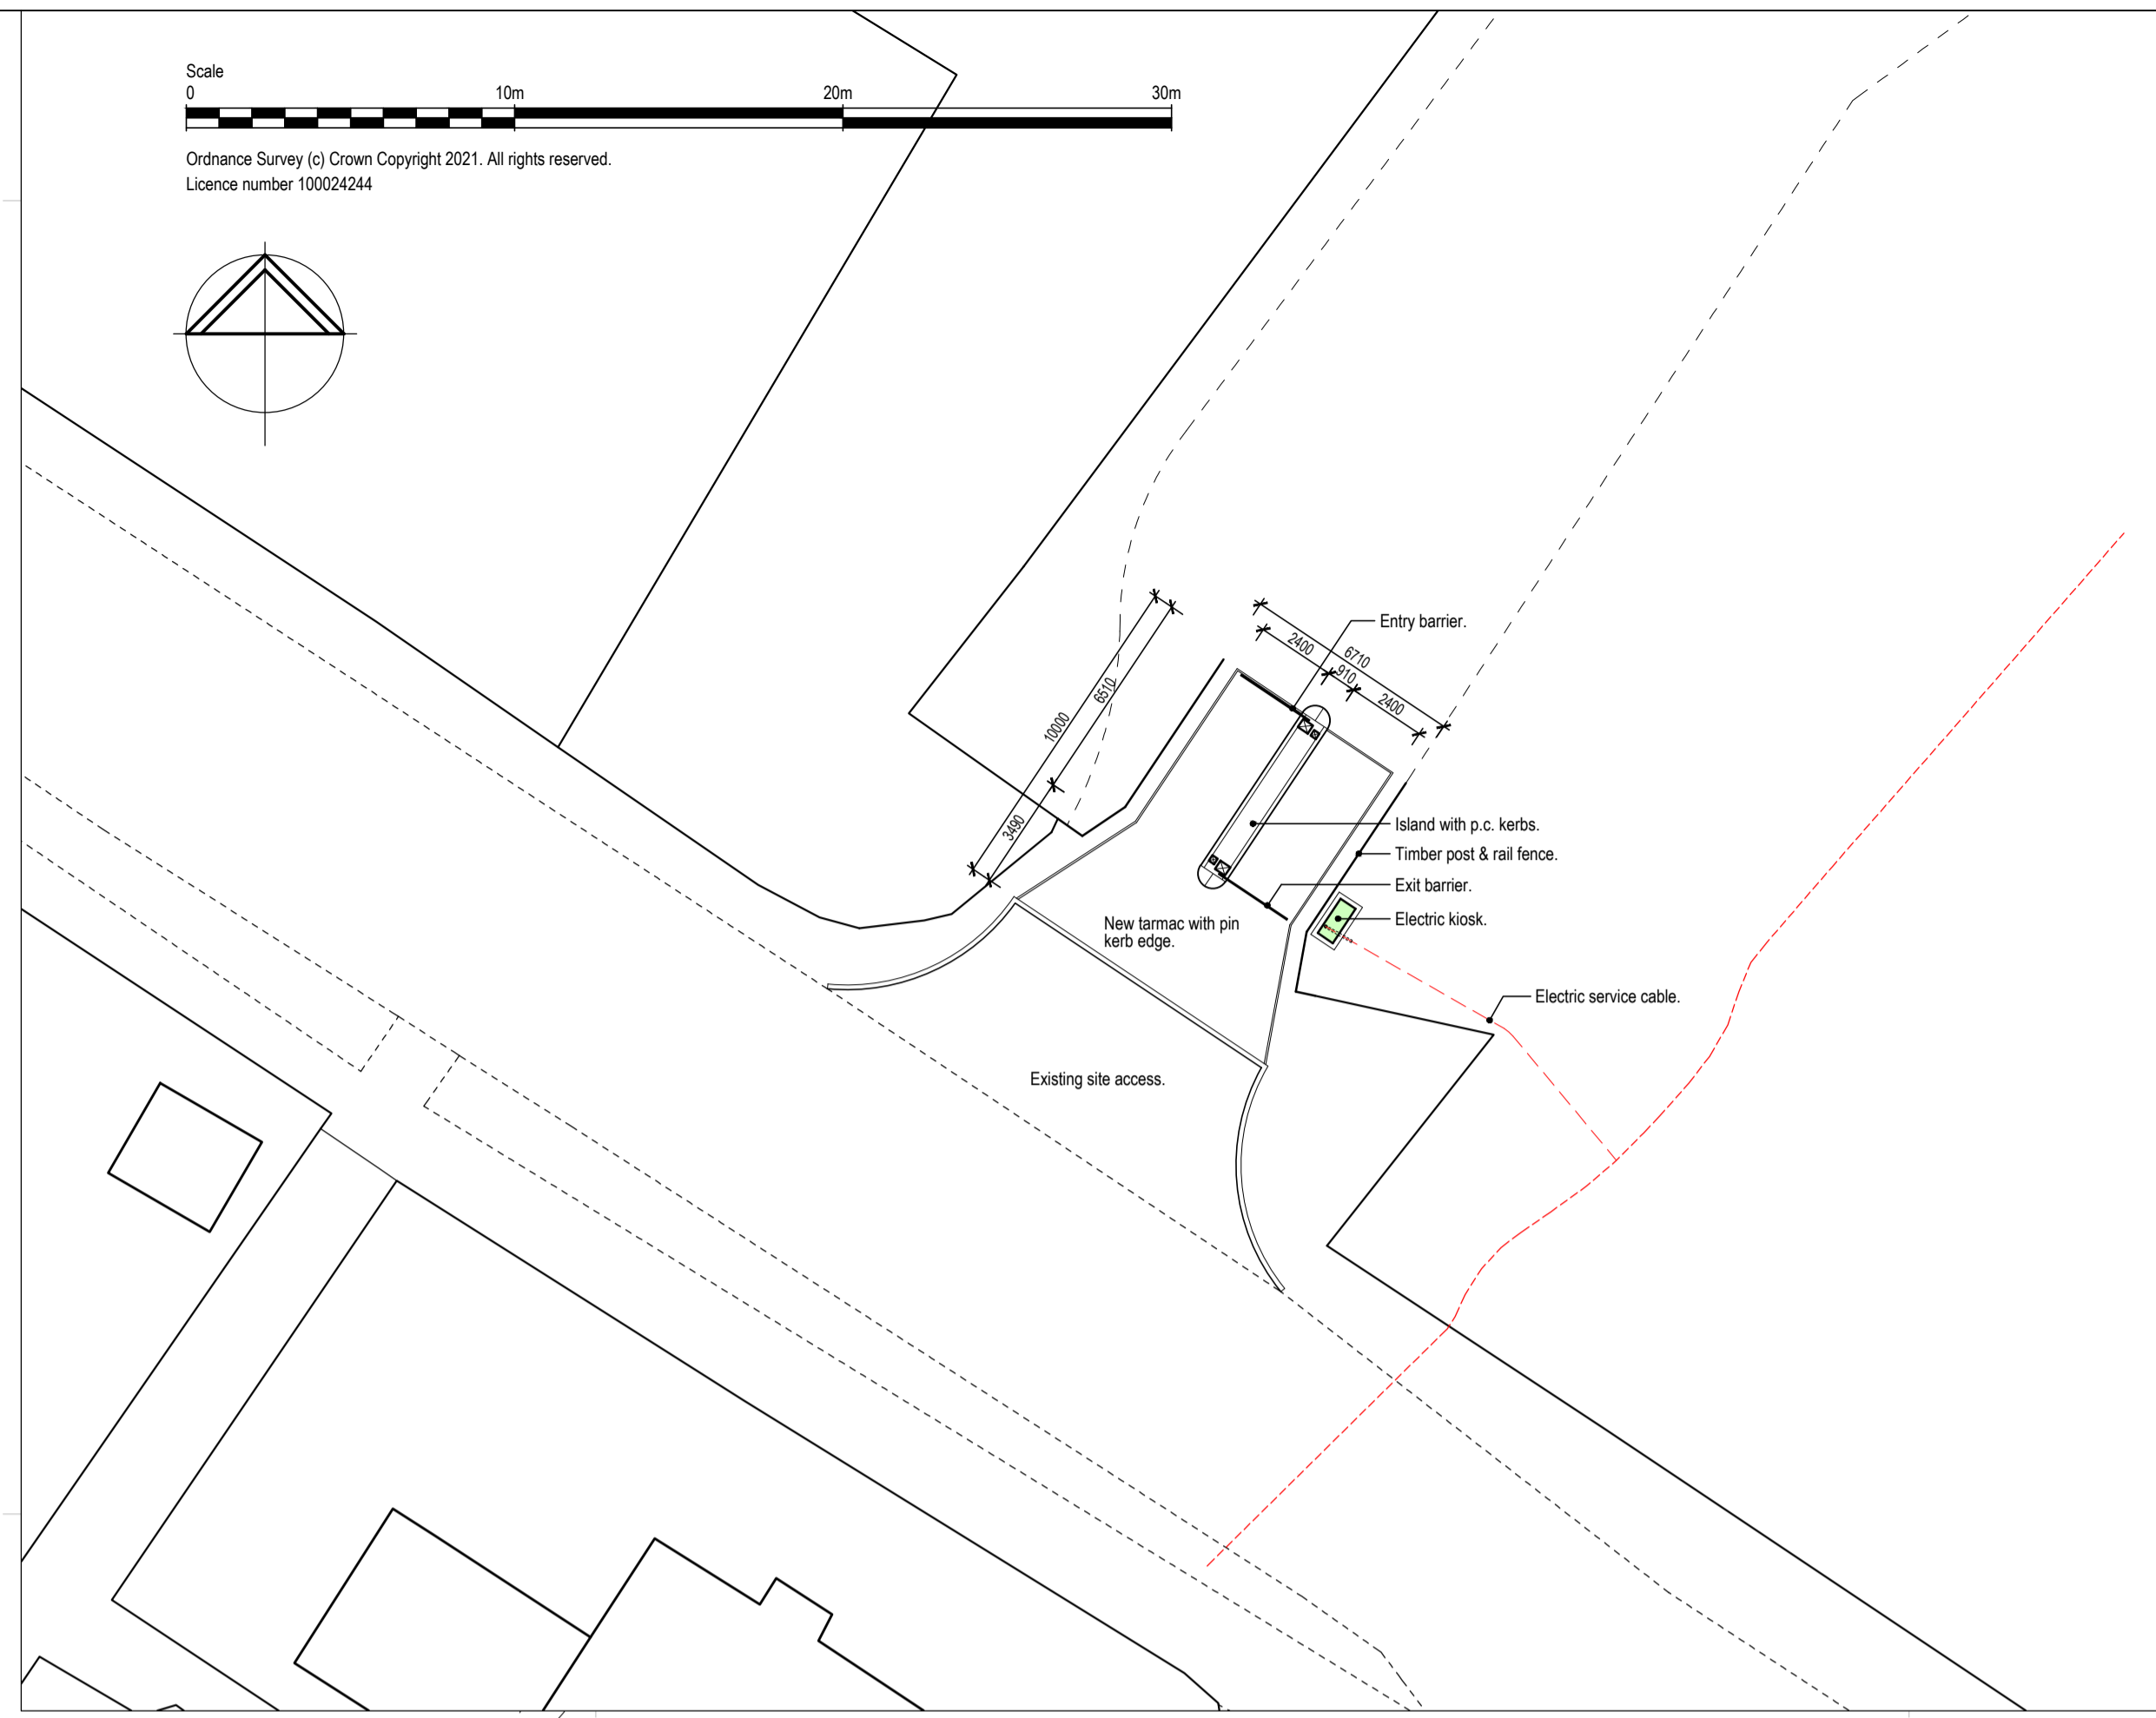 Scale
0 10m 20m 30m
Ordnance Survey (c) Crown Copyright 2021. All rights reserved.
Licence number 100024244
Entry barrier.
6710
2400
910
2400
10000
6510
3490
Island with p.c. kerbs.
Timber post & rail fence.
Exit barrier.
Electric kiosk.
New tarmac with pin
kerb edge.
Electric service cable.
Existing site access.